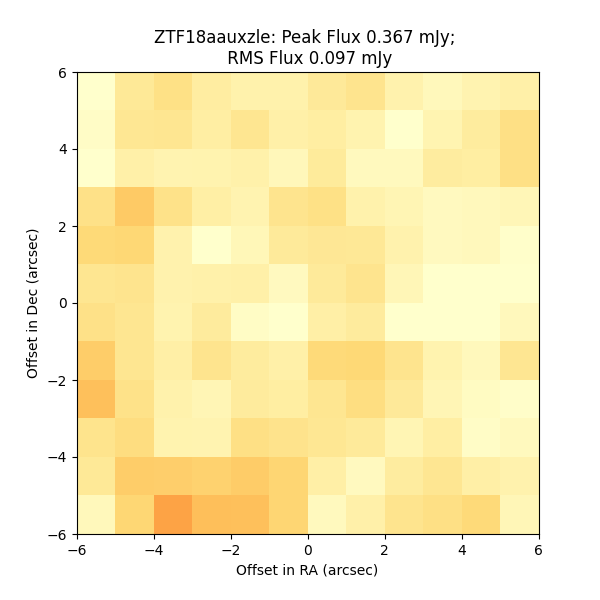 ZTF18aauxzle: Peak Flux 0.367 mJy;
RMS Flux 0.097 mJy
6
4
2
0
−2
−4
−6
Offset in Dec (arcsec)
−6 −4 −2 0 2 4 6
Offset in RA (arcsec)